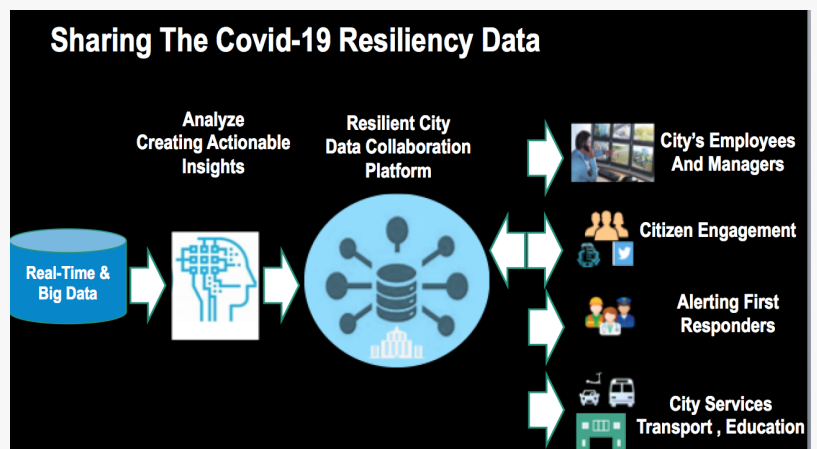 Sharing The Covid-19 Resiliency Data
Analyze
Creating Actionable
Insights
Resilient City
Data Collaboration
Platform
Real-Time &
Big Data
City's Employees
And Managers
Citizen Engagement
Alerting First
Responders
City Services
Transport , Education